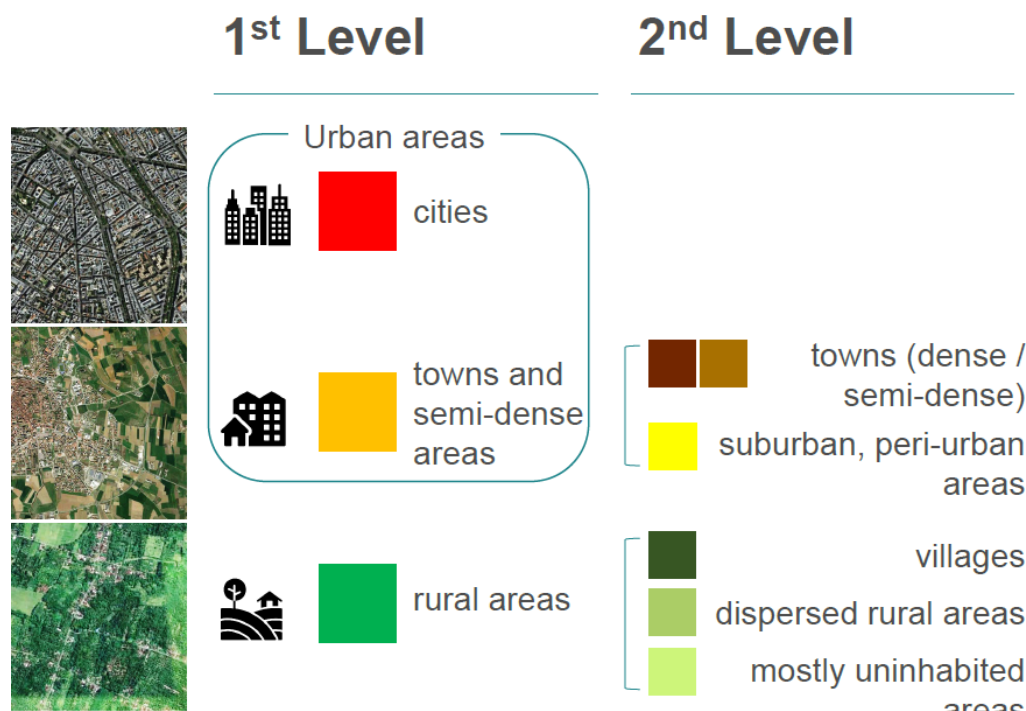 1st Level
2nd Level
Urban areas
cities
towns and
semi-dense
areas
towns (dense /
semi-dense)
suburban, peri-urban
areas
rural areas
villages
dispersed rural areas
mostly uninhabited
areas